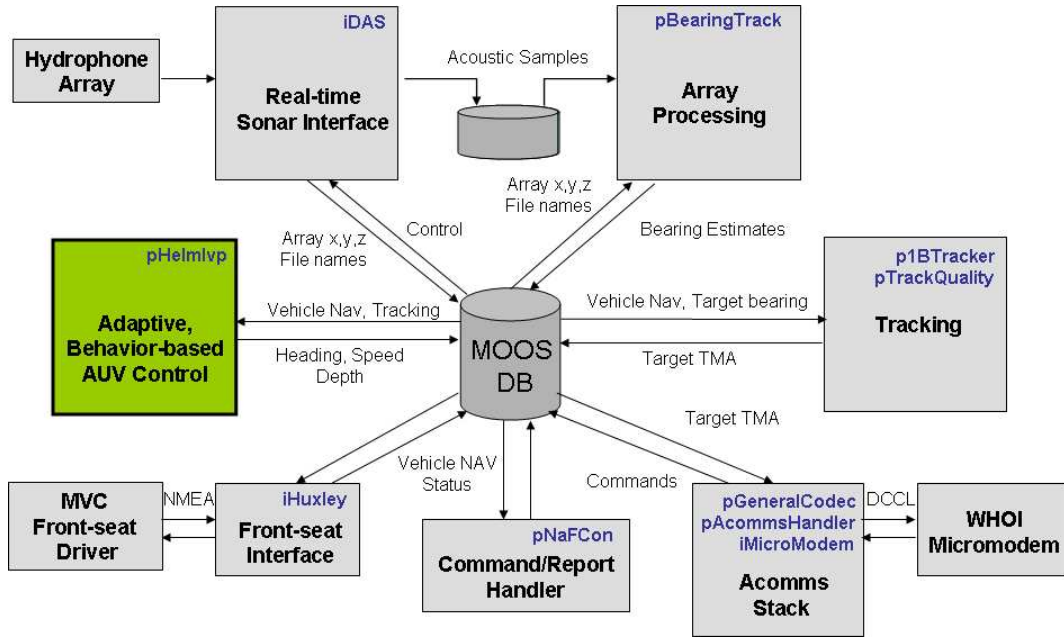 iDAS
pBearingTrack
Acoustic Samples
Hydrophone
Array
Real-time
Sonar Interface
Array
Processing
Array x,y,z
File names
Control
Bearing Estimates
Array x,y,z
File names
pHelmIvp
Adaptive,
Behavior-based
AUV Control
Vehicle Nav, Tracking
Heading, Speed
Depth
MOOS
DB
Vehicle Nav, Target bearing
Target TMA
p1BTracker
pTrackQuality
Tracking
Target TMA
Commands
Vehicle NAV
Status
MVC
Front-seat
Driver
NMEA
iHuxley
Front-seat
Interface
pNaFCon
Command/Report
Handler
pGeneralCodec
pAcommsHandler
iMicroModem
Acomms
Stack
DCCL
WHOI
Micromodem